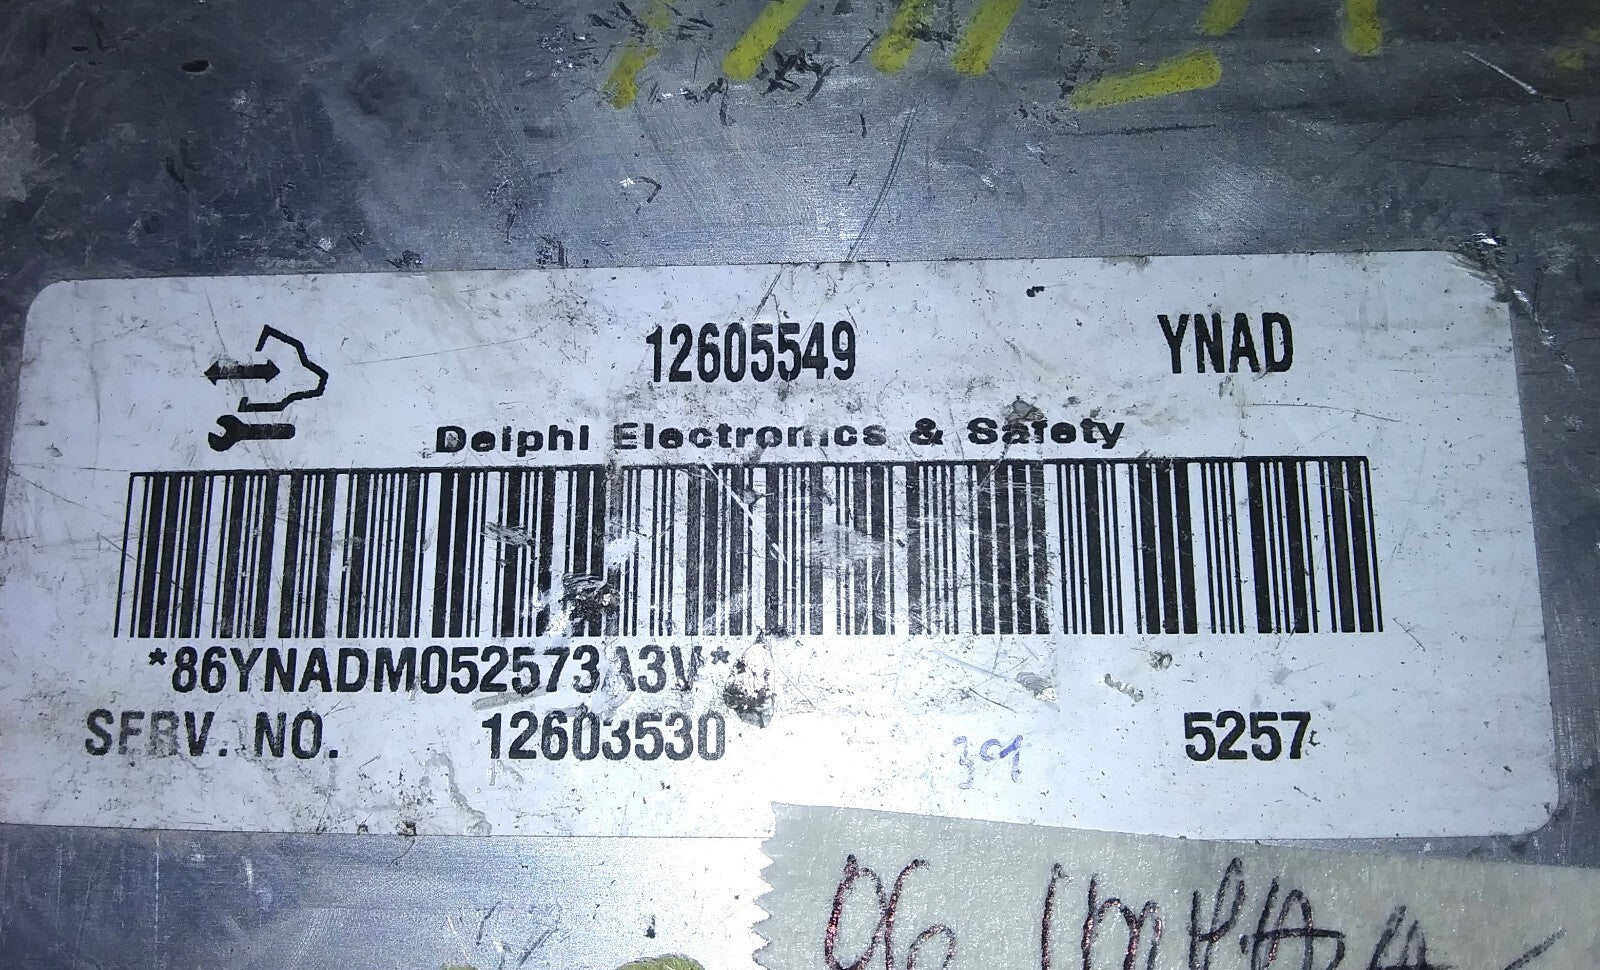 12605549 YNAD
Delphi Electronics & Safety
*86YNADM052573A3V*
SERV. NO. 12603530 5257
06 IMPALA